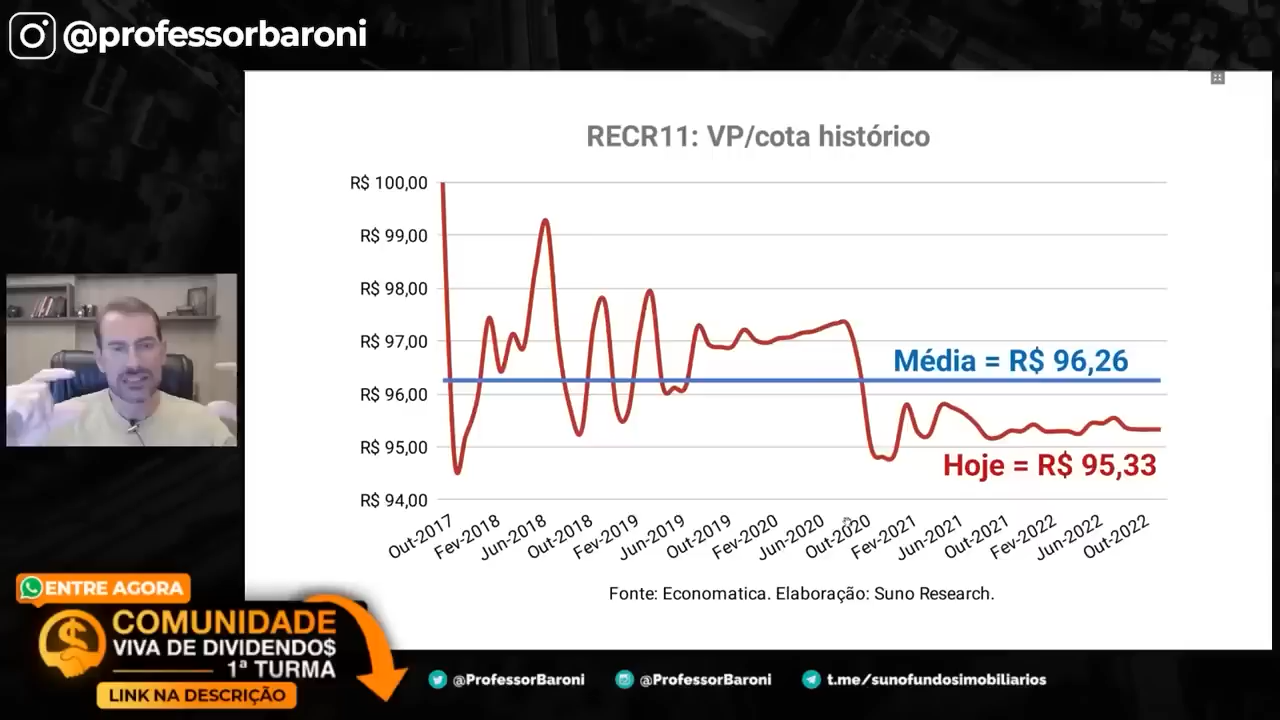 @professorbaroni
RECR11: VP/cota histórico
R$ 100,00
R$ 99,00
R$ 98,00
R$ 97,00
R$ 96,00
R$ 95,00
R$ 94,00
Média = R$ 96,26
Hoje = R$ 95,33
Out-2017
Fev-2018
Jun-2018
Out-2018
Fev-2019
Jun-2019
Out-2019
Fev-2020
Jun-2020
Out-2020
Fev-2021
Jun-2021
Out-2021
Fev-2022
Jun-2022
Out-2022
Fonte: Economatica. Elaboração: Suno Research.
ENTRE AGORA
COMUNIDADE
VIVA DE DIVIDENDO$
1ª TURMA
LINK NA DESCRIÇÃO
@ProfessorBaroni
@ProfessorBaroni
t.me/sunofundosimobiliarios